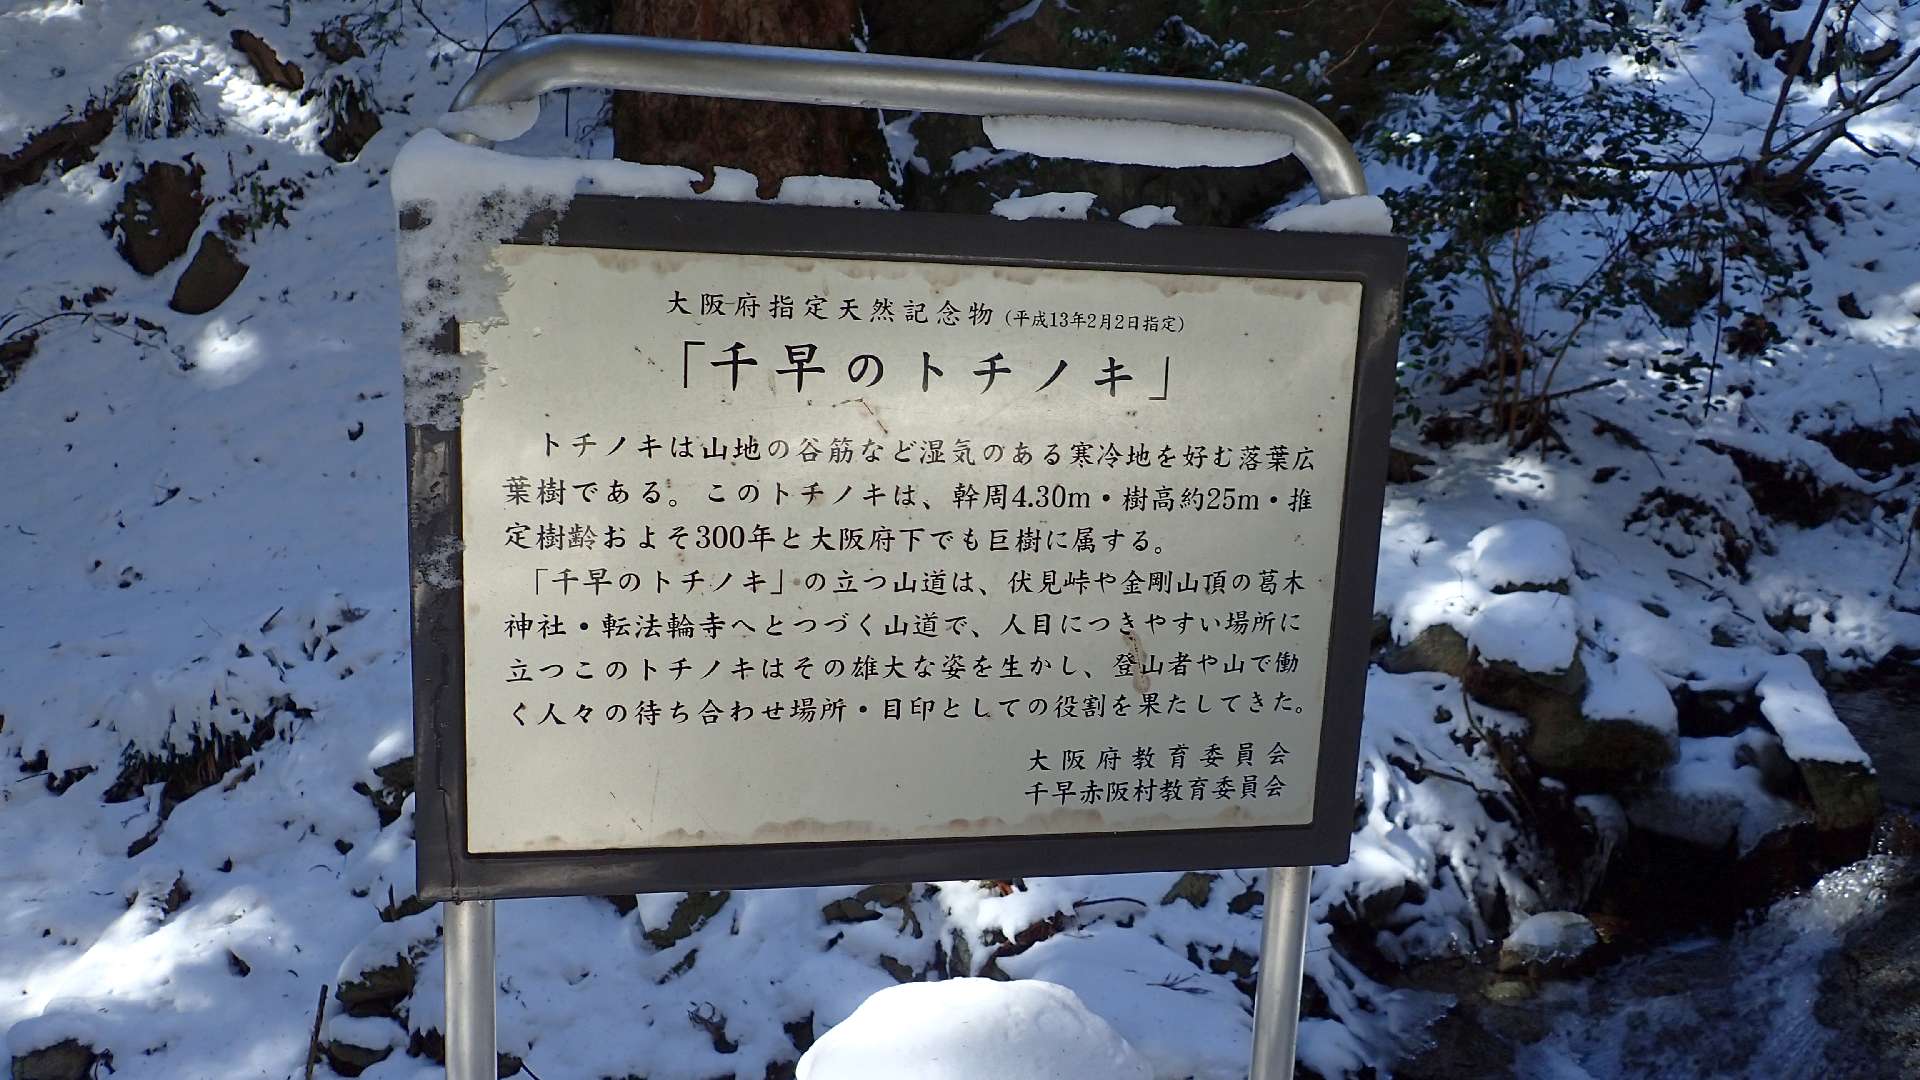 大阪府指定天然記念物（平成13年2月2日指定）
「千早のトチノキ」
トチノキは山地の谷筋など湿気のある寒冷地を好む落葉広
葉樹である。このトチノキは、幹周4.30m・樹高約25m・推
定樹齢およそ300年と大阪府下でも巨樹に属する。
「千早のトチノキ」の立つ山道は、伏見峠や金剛山頂の葛木
神社・転法輪寺へとつづく山道で、人目につきやすい場所に
立つこのトチノキはその雄大な姿を生かし、登山者や山で働
く人々の待ち合わせ場所・目印としての役割を果たしてきた。
大阪府教育委員会
千早赤阪村教育委員会